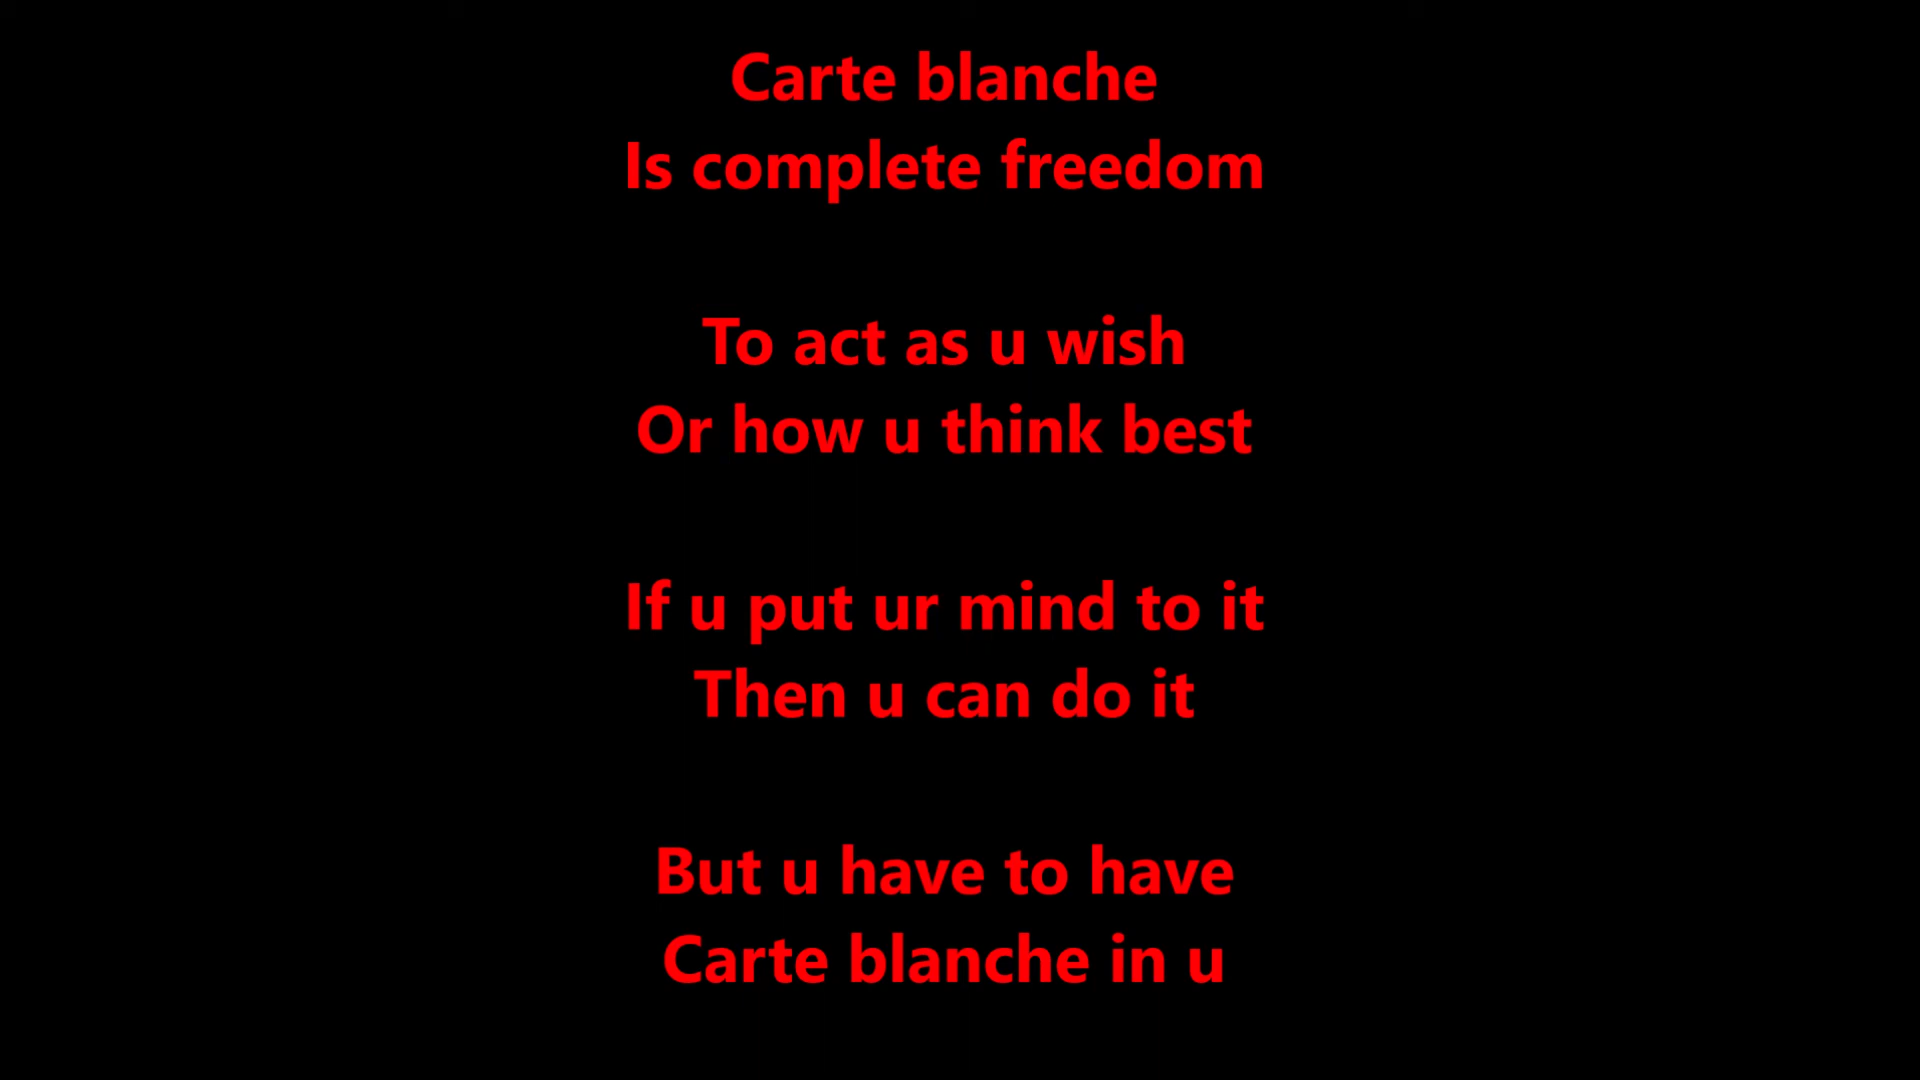 Carte blanche
Is complete freedom
To act as u wish
Or how u think best
If u put ur mind to it
Then u can do it
But u have to have
Carte blanche in u